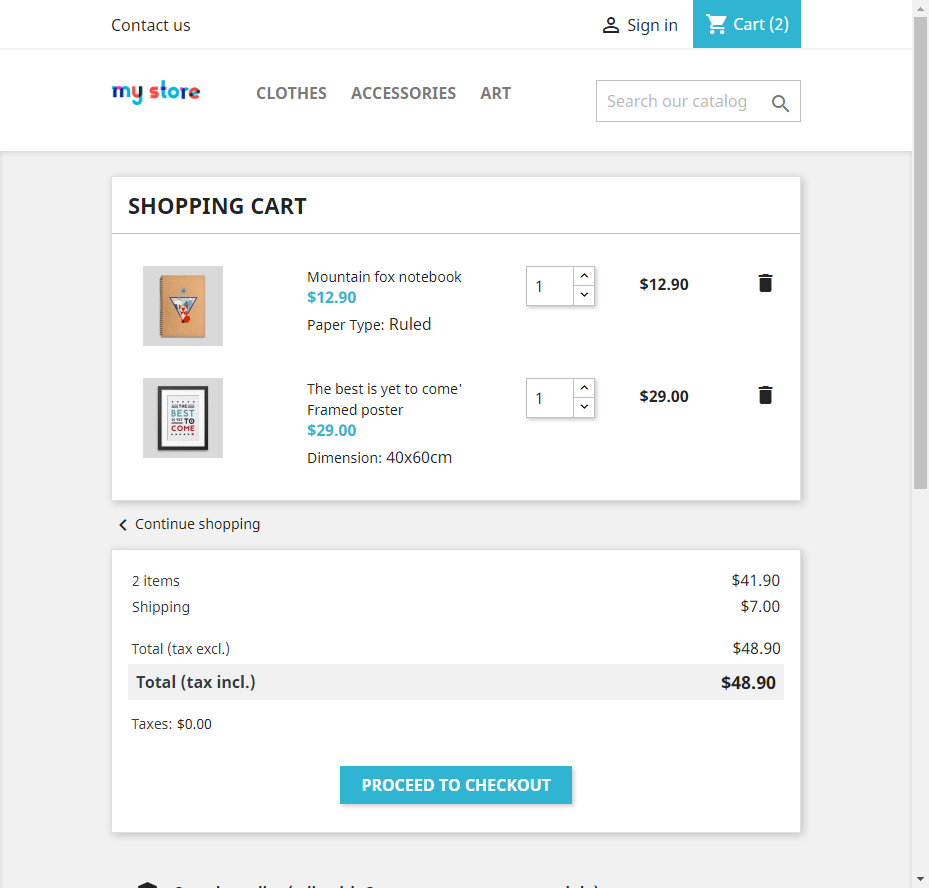 Contact us
Sign in
Cart (2)
my store
CLOTHES
ACCESSORIES
ART
Search our catalog
SHOPPING CART
Mountain fox notebook
$12.90
Paper Type: Ruled
1
$12.90
THE
BEST
IS YET TO
COME
The best is yet to come'
Framed poster
$29.00
Dimension: 40x60cm
1
$29.00
Continue shopping
2 items
$41.90
Shipping
$7.00
Total (tax excl.)
$48.90
Total (tax incl.)
$48.90
Taxes: $0.00
PROCEED TO CHECKOUT